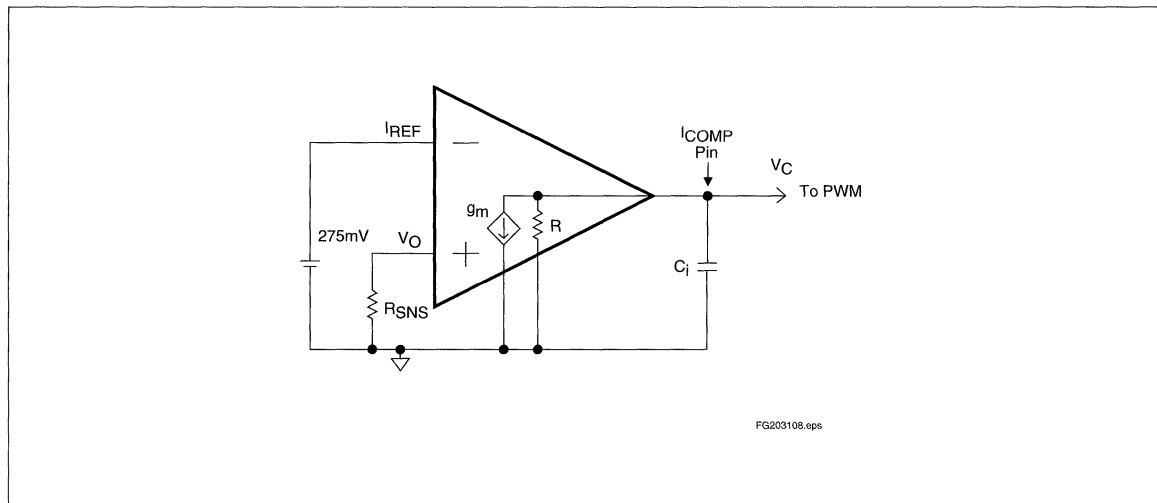 I_REF
I_COMP
Pin
V_C
To PWM
g_m
R
275mV
V_O
C_i
R_SNS
FG203108.eps